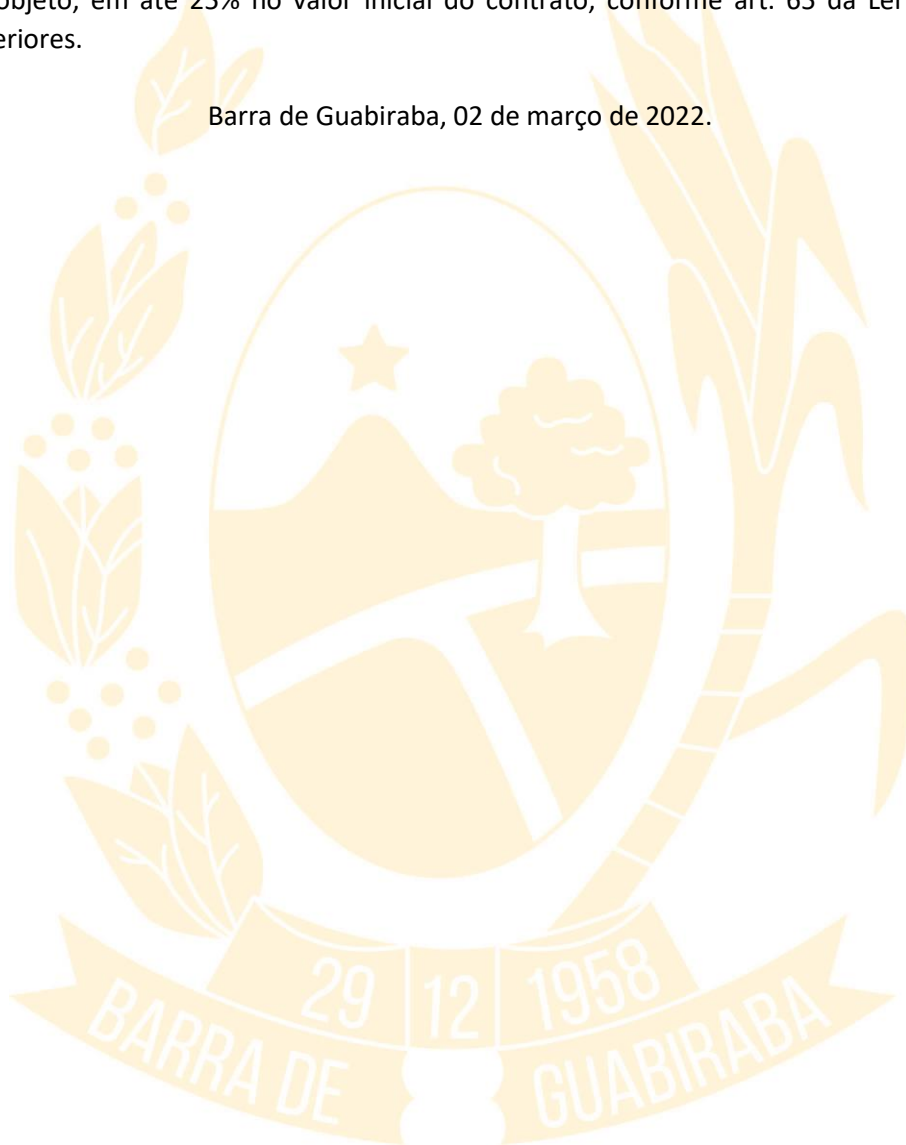 objeto, em até 25% no valor inicial do contrato, conforme art. 65 da Lei
eriores.
Barra de Guabiraba, 02 de março de 2022.
29 12 1958
BARRA DE GUABIRABA